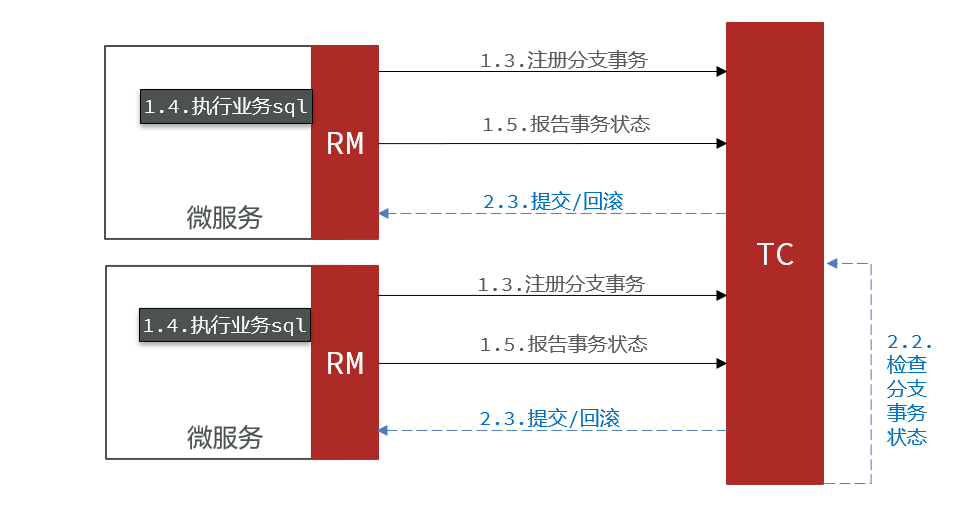 1.3.注册分支事务
1.4.执行业务sql
RM
1.5.报告事务状态
2.3.提交/回滚
微服务
TC
1.3.注册分支事务
1.4.执行业务sql
RM
1.5.报告事务状态
2.3.提交/回滚
微服务
2.2.
检查
分支
事务
状态